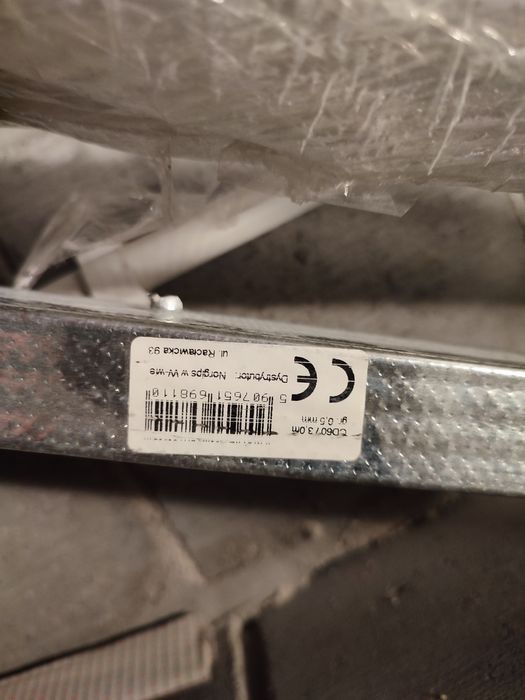 CD60 / 3.0m
gr. 0,5 mm
5 907651 698110
CE
Dystrybutor: Norgips w W-wie
ul. Racławicka 93